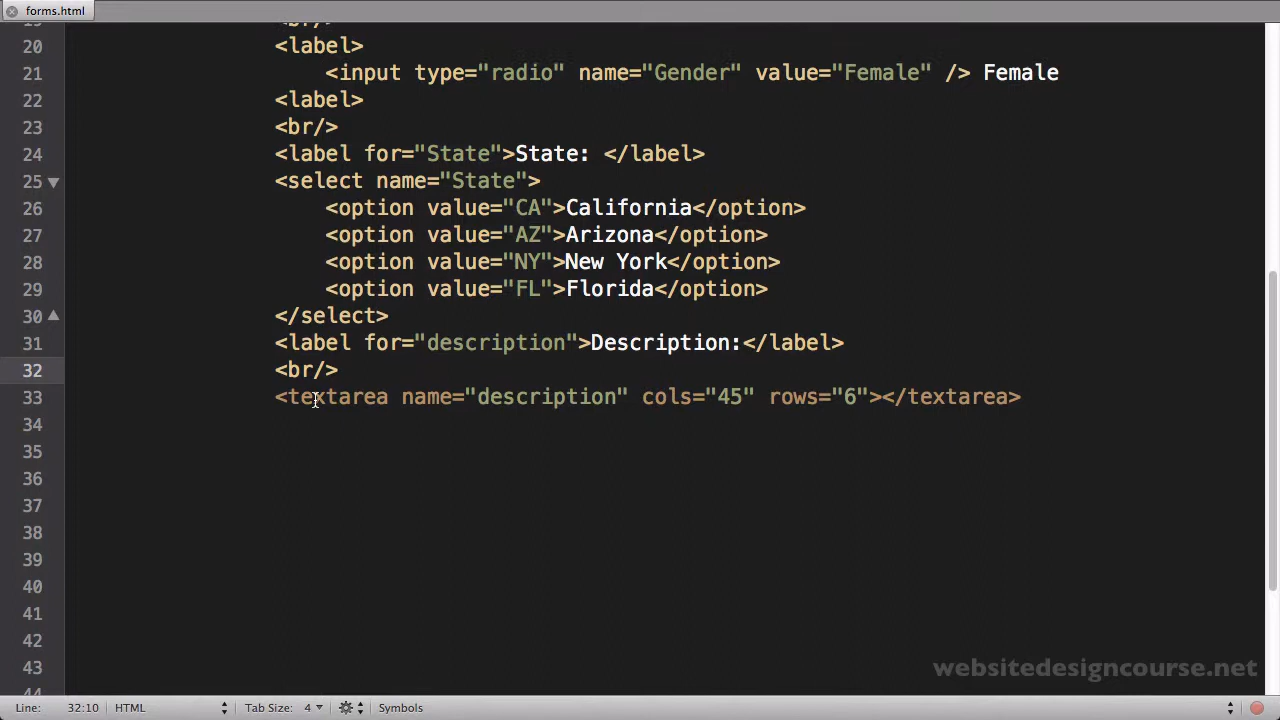 forms.html
20 <label>
21 <input type="radio" name="Gender" value="Female" /> Female
22 <label>
23 <br/>
24 <label for="State">State: </label>
25 <select name="State">
26 <option value="CA">California</option>
27 <option value="AZ">Arizona</option>
28 <option value="NY">New York</option>
29 <option value="FL">Florida</option>
30 </select>
31 <label for="description">Description:</label>
32 <br/>
33 <textarea name="description" cols="45" rows="6"></textarea>
34
35
36
37
38
39
40
41
42
43
websitedesigncourse.net
Line: 32:10 HTML Tab Size: 4 Symbols